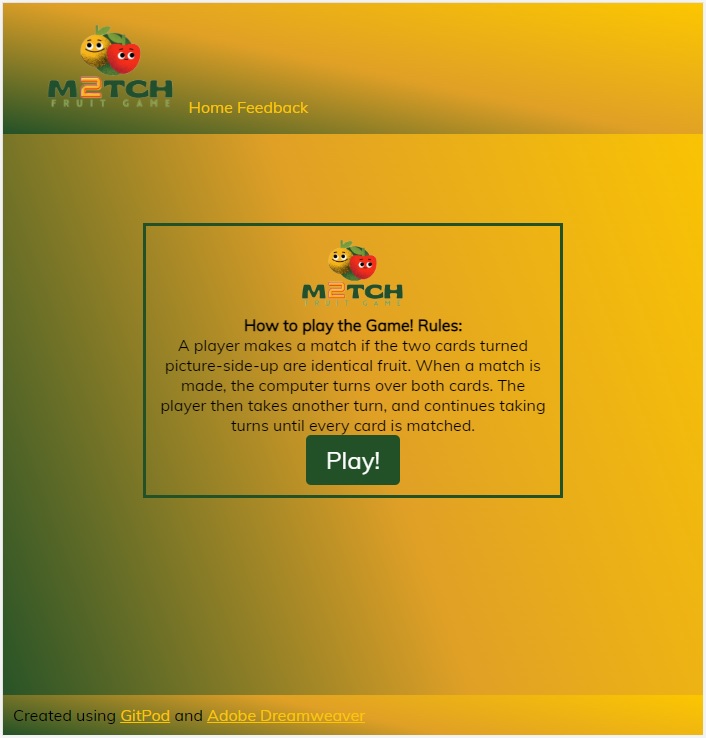 M2TCH
FRUIT GAME
Home Feedback
M2TCH
FRUIT GAME
How to play the Game! Rules:
A player makes a match if the two cards turned
picture-side-up are identical fruit. When a match is
made, the computer turns over both cards. The
player then takes another turn, and continues taking
turns until every card is matched.
Play!
Created using GitPod and Adobe Dreamweaver